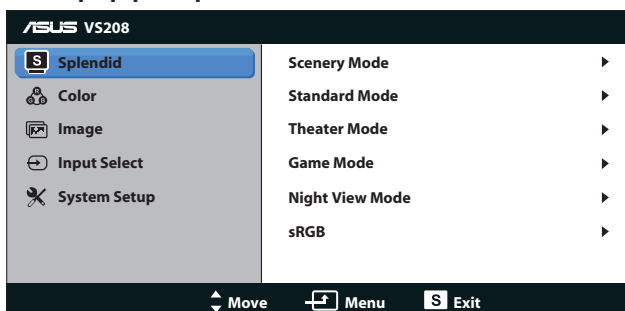 ASUS VS208
S Splendid
Color
Image
Input Select
System Setup
Scenery Mode
Standard Mode
Theater Mode
Game Mode
Night View Mode
sRGB
Move Menu S Exit